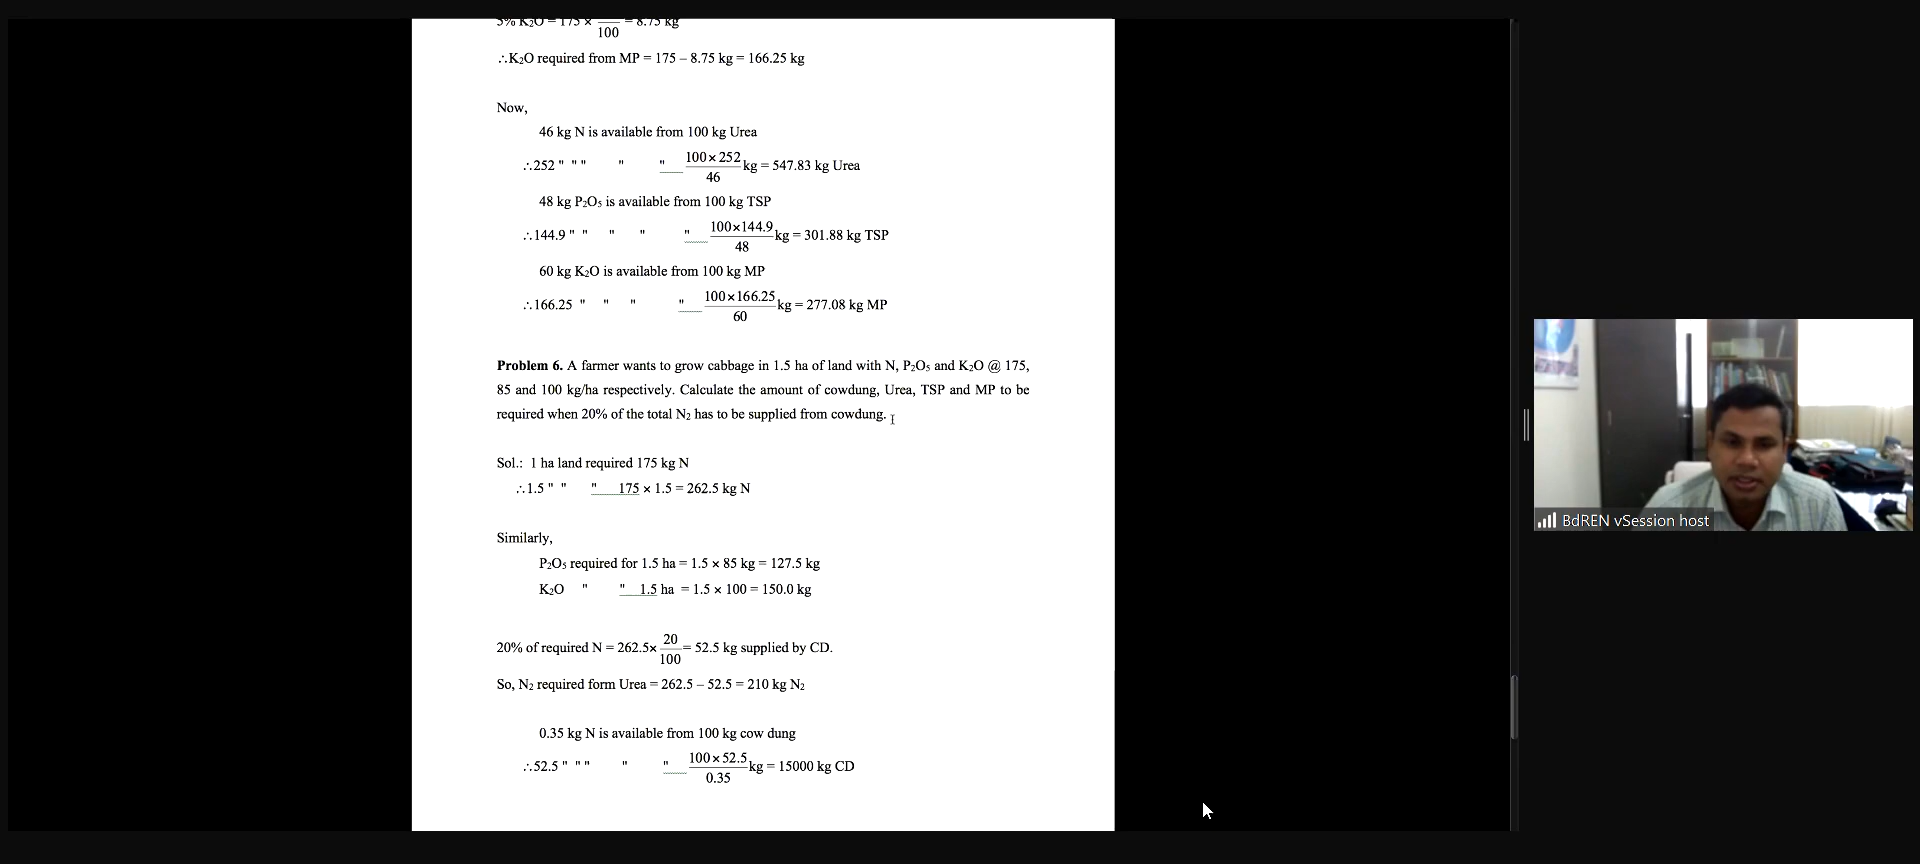 5% K₂O = 175 × —/100 = 8.75 kg
∴K₂O required from MP = 175 – 8.75 kg = 166.25 kg
Now,
46 kg N is available from 100 kg Urea
∴252 " " " " " 100×252/46 kg = 547.83 kg Urea
48 kg P₂O₅ is available from 100 kg TSP
∴144.9 " " " " " 100×144.9/48 kg = 301.88 kg TSP
60 kg K₂O is available from 100 kg MP
∴166.25 " " " " 100×166.25/60 kg = 277.08 kg MP
Problem 6. A farmer wants to grow cabbage in 1.5 ha of land with N, P₂O₅ and K₂O @ 175,
85 and 100 kg/ha respectively. Calculate the amount of cowdung, Urea, TSP and MP to be
required when 20% of the total N₂ has to be supplied from cowdung.
Sol.: 1 ha land required 175 kg N
∴1.5 " " " 175 × 1.5 = 262.5 kg N
Similarly,
P₂O₅ required for 1.5 ha = 1.5 × 85 kg = 127.5 kg
K₂O " " 1.5 ha = 1.5 × 100 = 150.0 kg
20% of required N = 262.5× 20/100 = 52.5 kg supplied by CD.
So, N₂ required form Urea = 262.5 – 52.5 = 210 kg N₂
0.35 kg N is available from 100 kg cow dung
∴52.5 " " " " " 100×52.5/0.35 kg = 15000 kg CD
BdREN vSession host